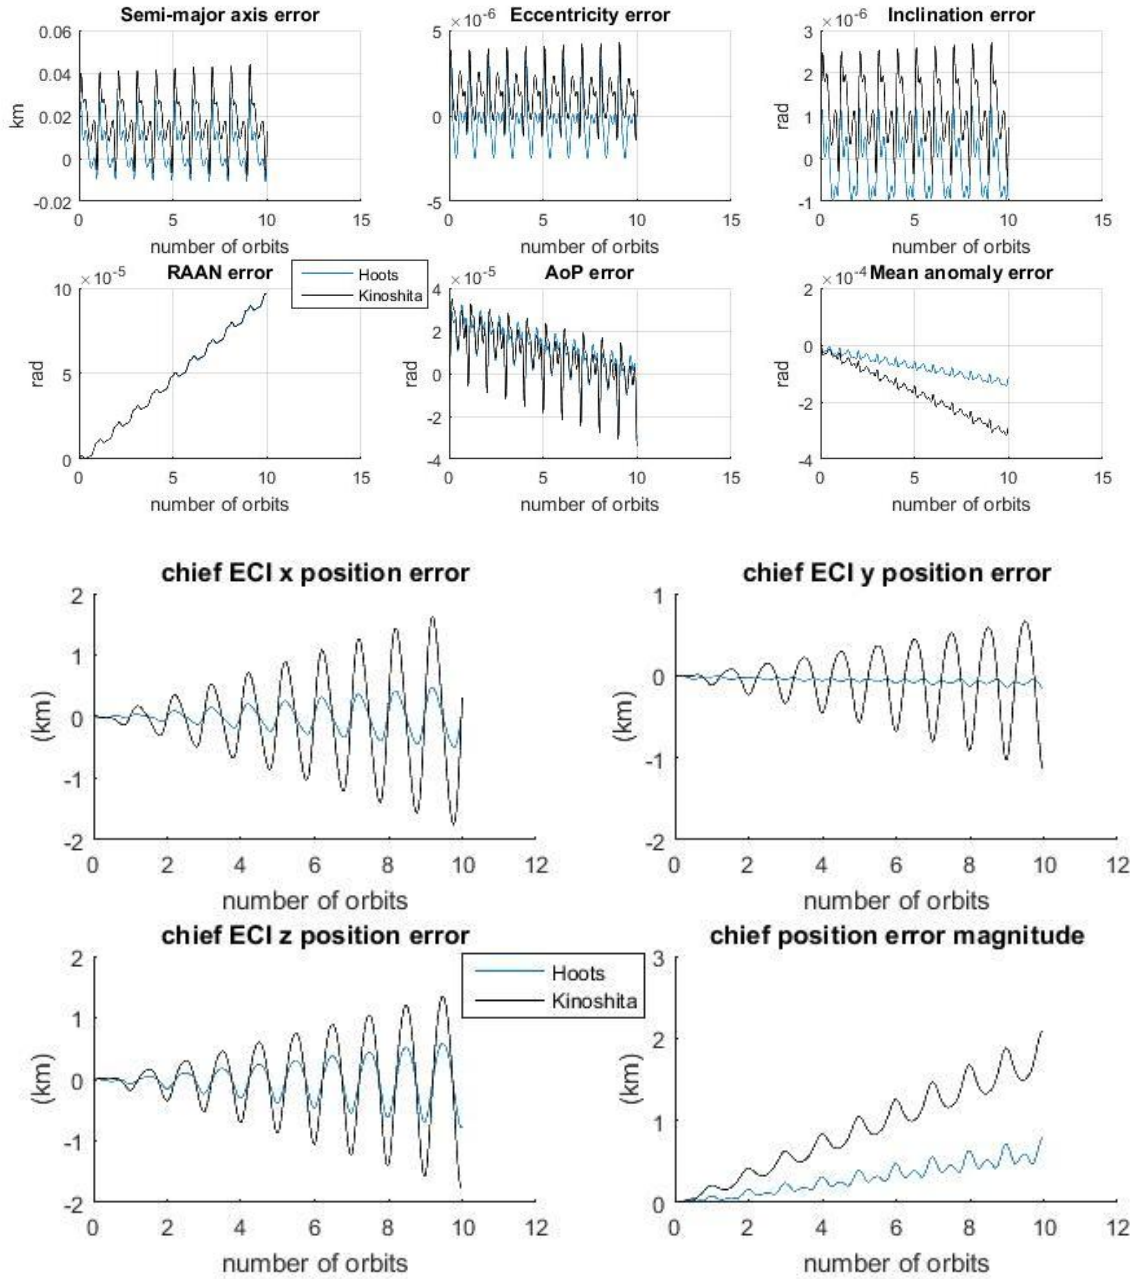 Semi-major axis error
Eccentricity error
Inclination error
0.06
0.04
0.02
0
-0.02
km
0 5 10 15
number of orbits
×10⁻⁶
5
0
-5
0 5 10 15
number of orbits
×10⁻⁶
3
2
1
0
-1
rad
0 5 10 15
number of orbits
×10⁻⁵
RAAN error
10
5
0
rad
0 5 10 15
number of orbits
Hoots
Kinoshita
×10⁻⁵
AoP error
4
2
0
-2
-4
rad
0 5 10 15
number of orbits
×10⁻⁴
Mean anomaly error
2
0
-2
-4
rad
0 5 10 15
number of orbits
chief ECI x position error
2
1
0
-1
-2
(km)
0 2 4 6 8 10 12
number of orbits
chief ECI y position error
1
0
-1
-2
(km)
0 2 4 6 8 10 12
number of orbits
chief ECI z position error
2
1
0
-1
-2
(km)
0 2 4 6 8 10 12
number of orbits
Hoots
Kinoshita
chief position error magnitude
3
2
1
0
(km)
0 2 4 6 8 10 12
number of orbits